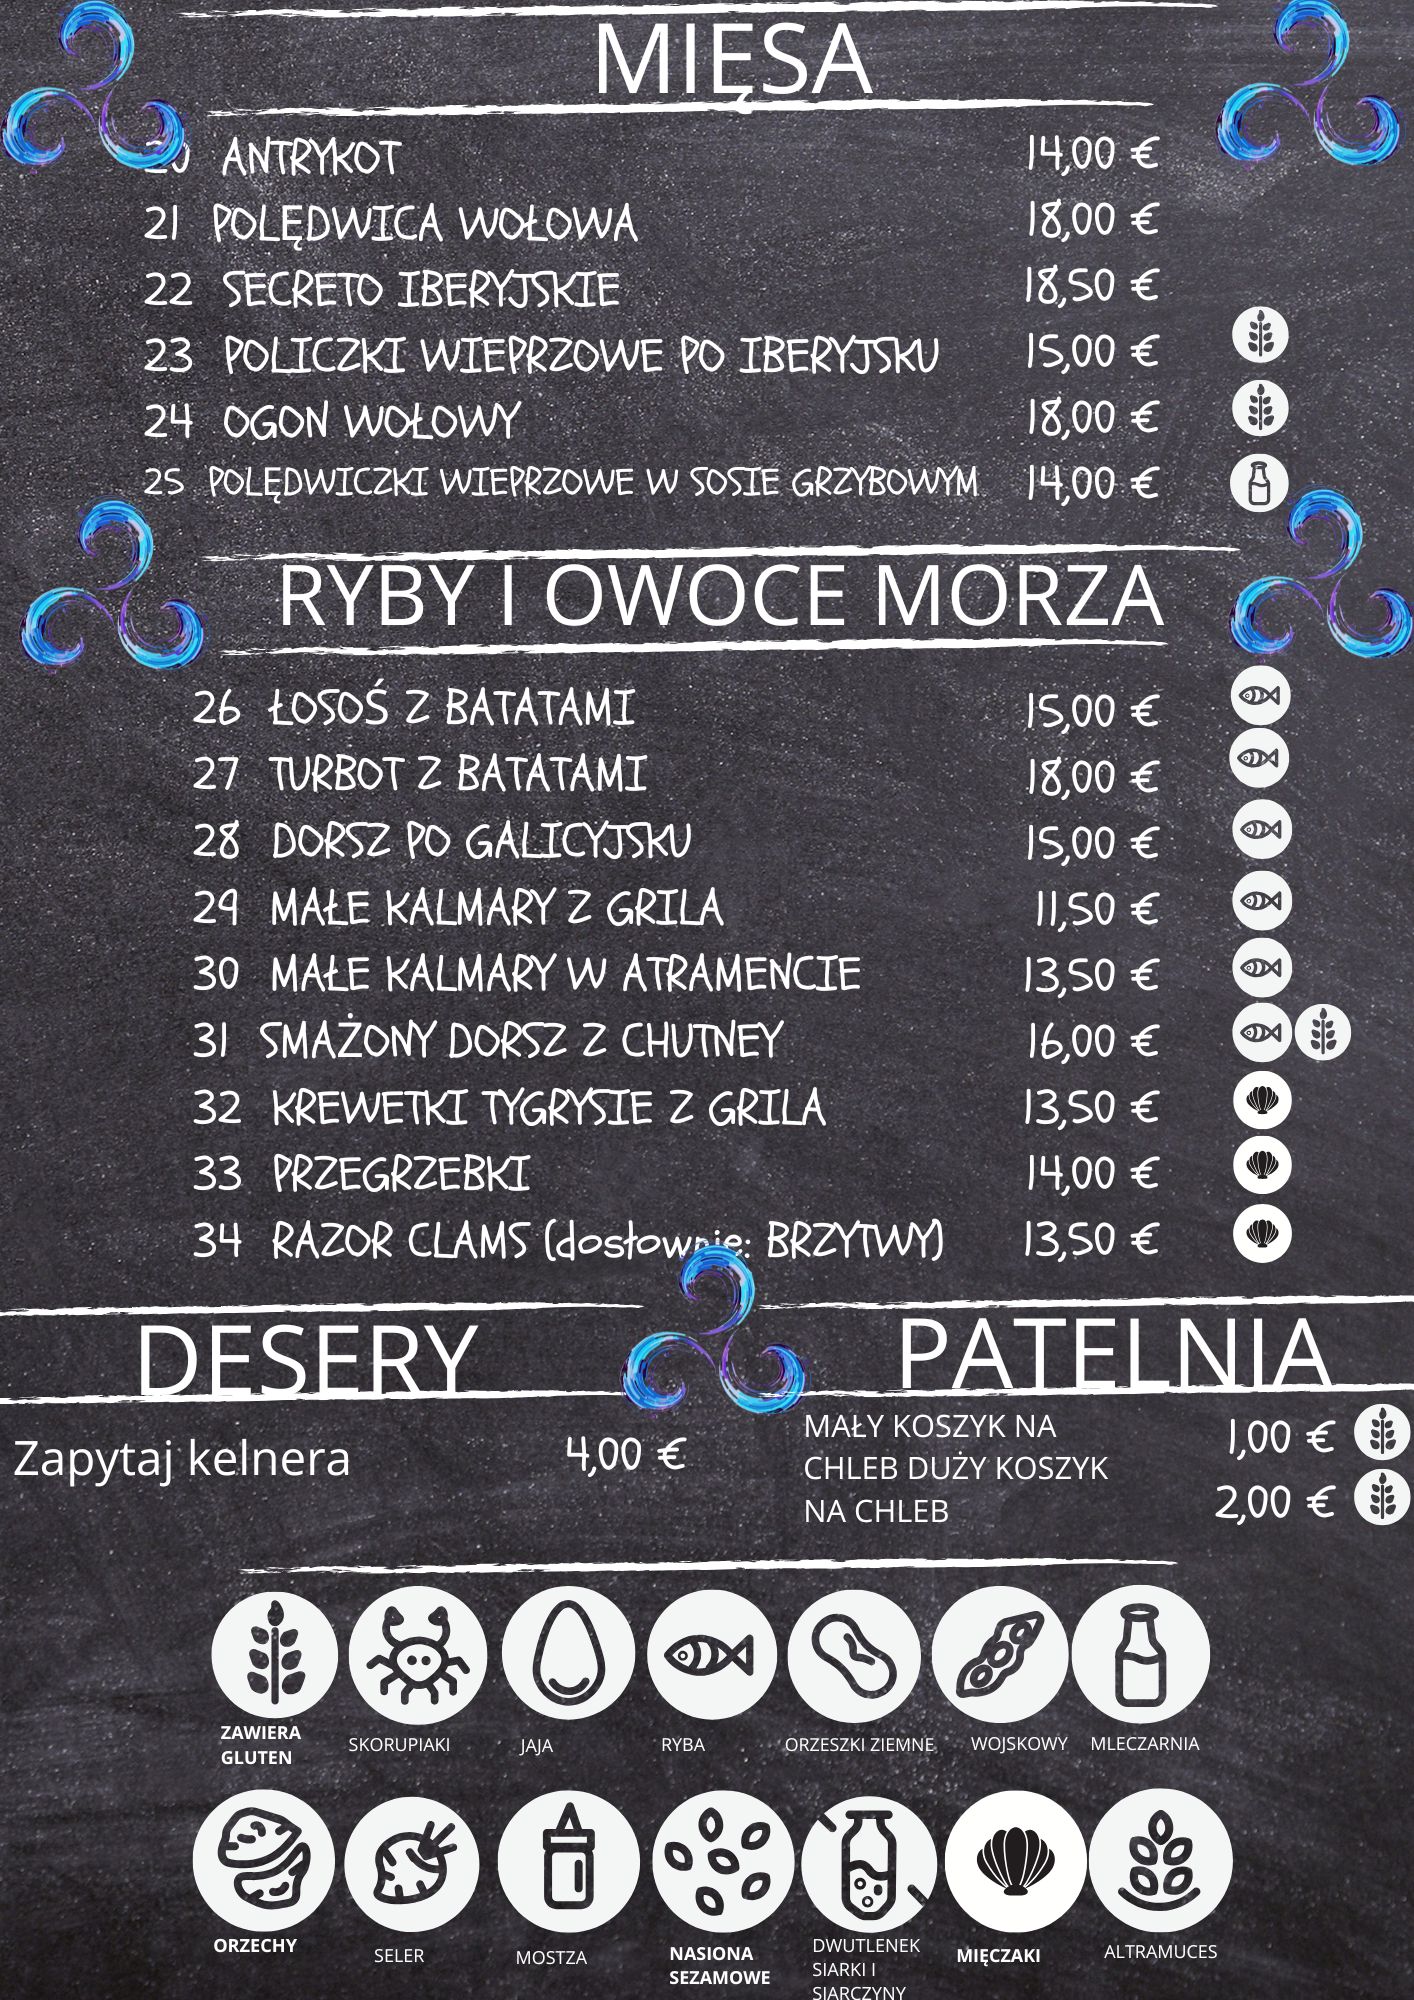 MIĘSA
20 ANTRYKOT 14,00 €
21 POLĘDWICA WOŁOWA 18,00 €
22 SECRETO IBERYJSKIE 18,50 €
23 POLICZKI WIEPRZOWE PO IBERYJSKU 15,00 €
24 OGON WOŁOWY 18,00 €
25 POLĘDWICZKI WIEPRZOWE W SOSIE GRZYBOWYM 14,00 €
RYBY I OWOCE MORZA
26 ŁOSOŚ Z BATATAMI 15,00 €
27 TURBOT Z BATATAMI 18,00 €
28 DORSZ PO GALICYJSKU 15,00 €
29 MAŁE KALMARY Z GRILA 11,50 €
30 MAŁE KALMARY W ATRAMENCIE 13,50 €
31 SMAŻONY DORSZ Z CHUTNEY 16,00 €
32 KREWETKI TYGRYSIE Z GRILA 13,50 €
33 PRZEGRZEBKI 14,00 €
34 RAZOR CLAMS (dosłownie: BRZYTWY) 13,50 €
DESERY
Zapytaj kelnera 4,00 €
PATELNIA
MAŁY KOSZYK NA 1,00 €
CHLEB DUŻY KOSZYK
NA CHLEB 2,00 €
ZAWIERA
GLUTEN
SKORUPIAKI
JAJA
RYBA
ORZESZKI ZIEMNE
WOJSKOWY
MLECZARNIA
ORZECHY
SELER
MOSTZA
NASIONA
SEZAMOWE
DWUTLENEK
SIARKI I
SIARCZYNY
MIĘCZAKI
ALTRAMUCES